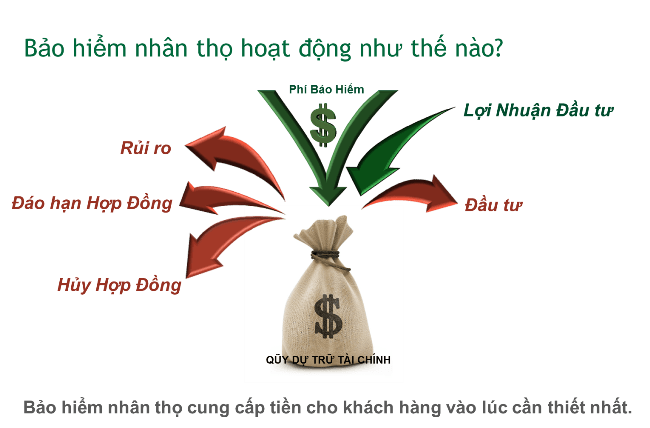 Bảo hiểm nhân thọ hoạt động như thế nào?
Phí Bảo Hiểm
$
Lợi Nhuận Đầu tư
Rủi ro
Đáo hạn Hợp Đồng
Đầu tư
Hủy Hợp Đồng
$
QŨY DỰ TRỮ TÀI CHÍNH
Bảo hiểm nhân thọ cung cấp tiền cho khách hàng vào lúc cần thiết nhất.